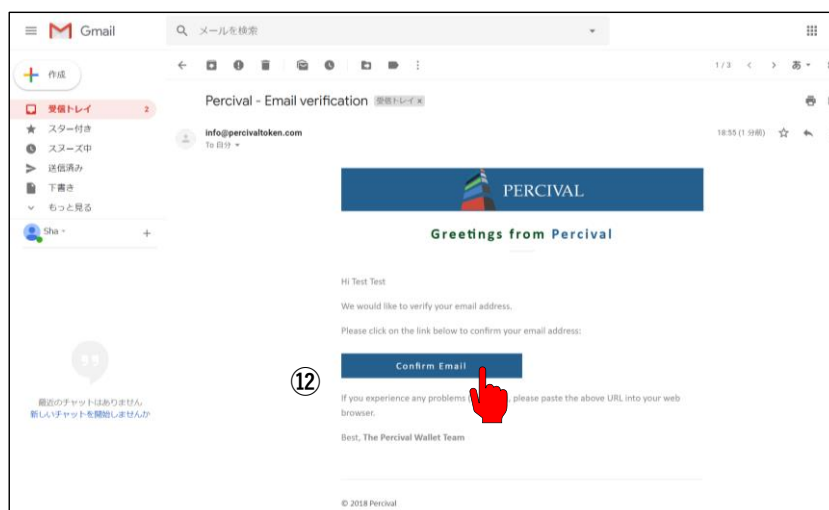 Gmail
メールを検索
作成
1/3
あ
受信トレイ 2
スター付き
スヌーズ中
送信済み
下書き
もっと見る
Sha
Percival - Email verification 受信トレイ x
info@percivaltoken.com
To 自分
18:55 (1 分前)
PERCIVAL
Greetings from Percival
Hi Test Test
We would like to verify your email address.
Please click on the link below to confirm your email address:
⑫
Confirm Email
If you experience any problems please paste the above URL into your web
browser.
Best, The Percival Wallet Team
© 2018 Percival
最近のチャットはありません
新しいチャットを開始しませんか